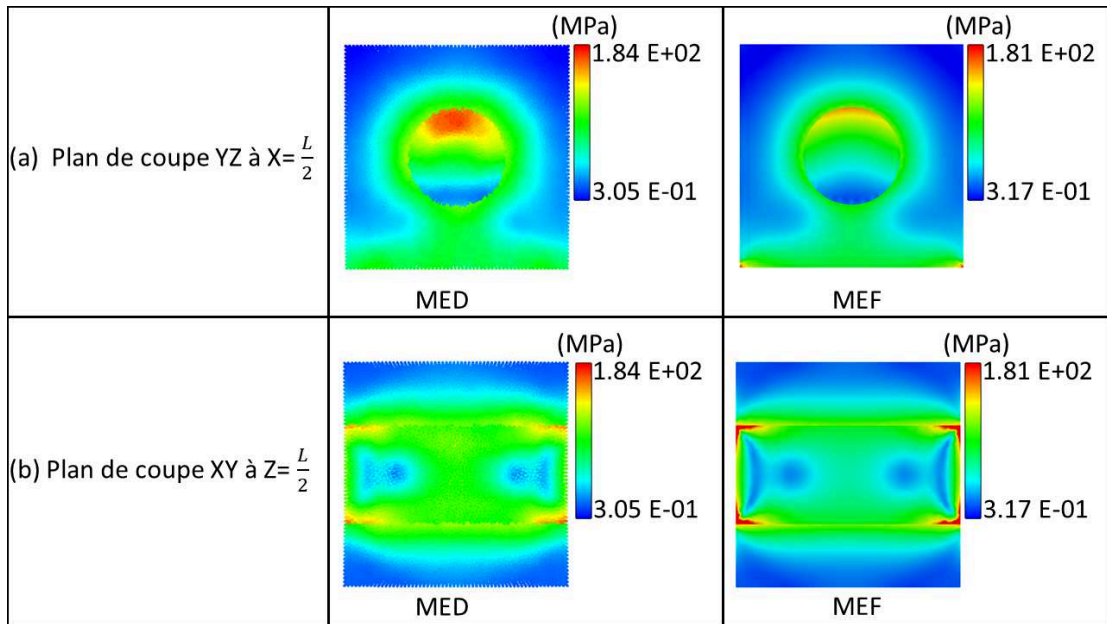 (MPa)
1.84 E+02
3.05 E-01
MED
(MPa)
1.81 E+02
3.17 E-01
MEF
(a) Plan de coupe YZ à X= L/2
(MPa)
1.84 E+02
3.05 E-01
MED
(MPa)
1.81 E+02
3.17 E-01
MEF
(b) Plan de coupe XY à Z= L/2